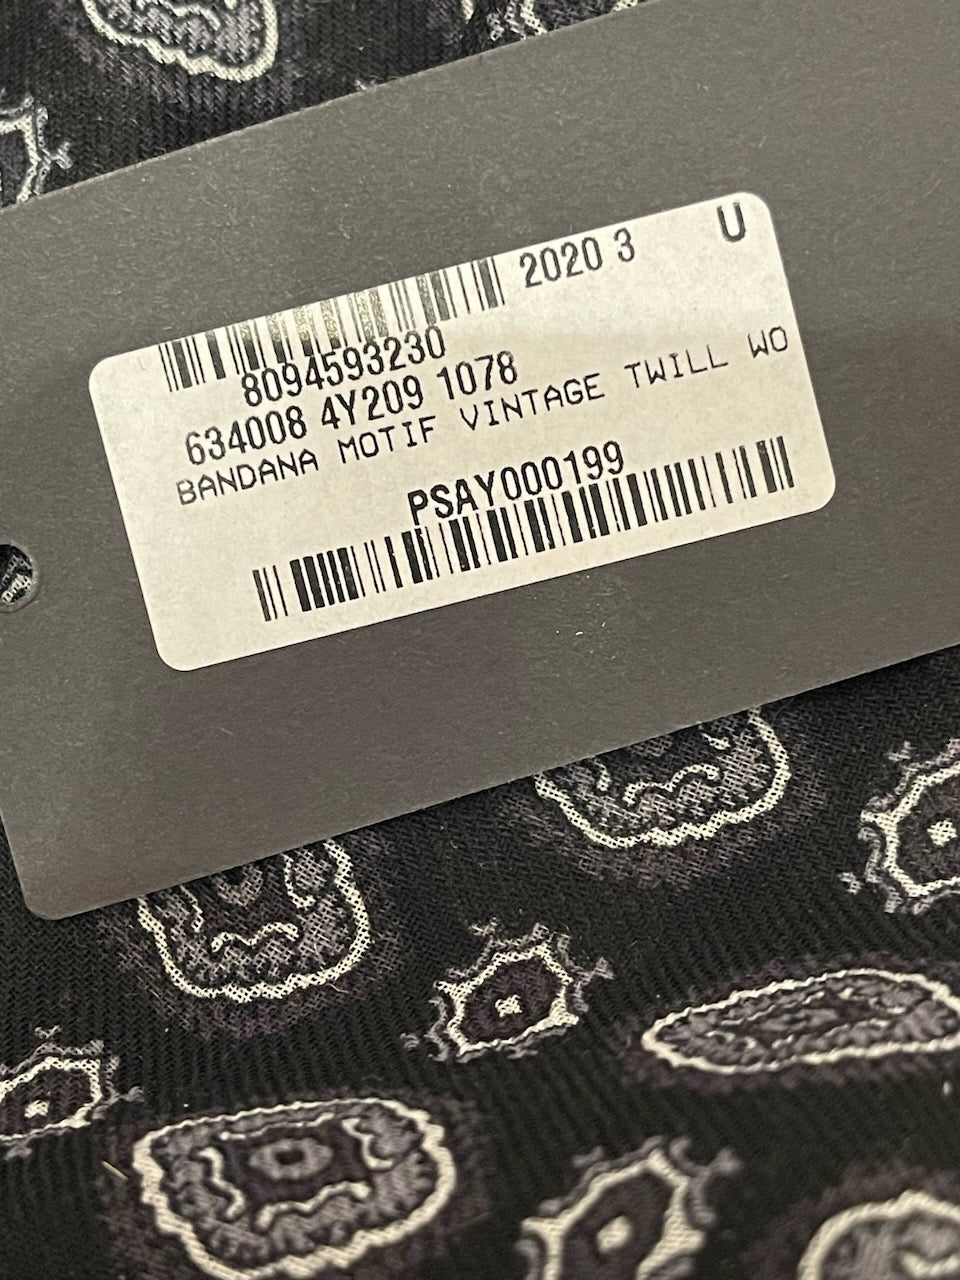 2020 3 U
8094593230
634008 4Y209 1078
BANDANA MOTIF VINTAGE TWILL WO
PSAY000199